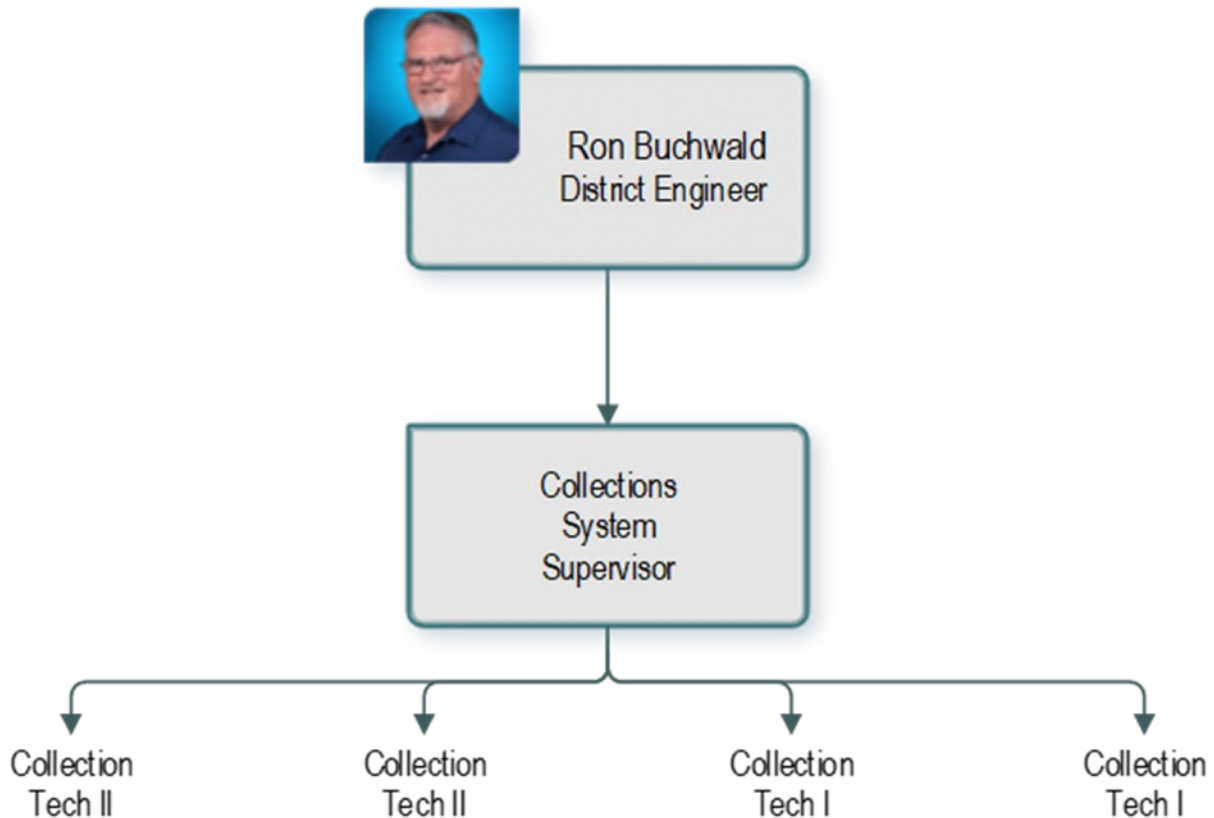 Ron Buchwald
District Engineer
Collections
System
Supervisor
Collection
Tech II
Collection
Tech II
Collection
Tech I
Collection
Tech I